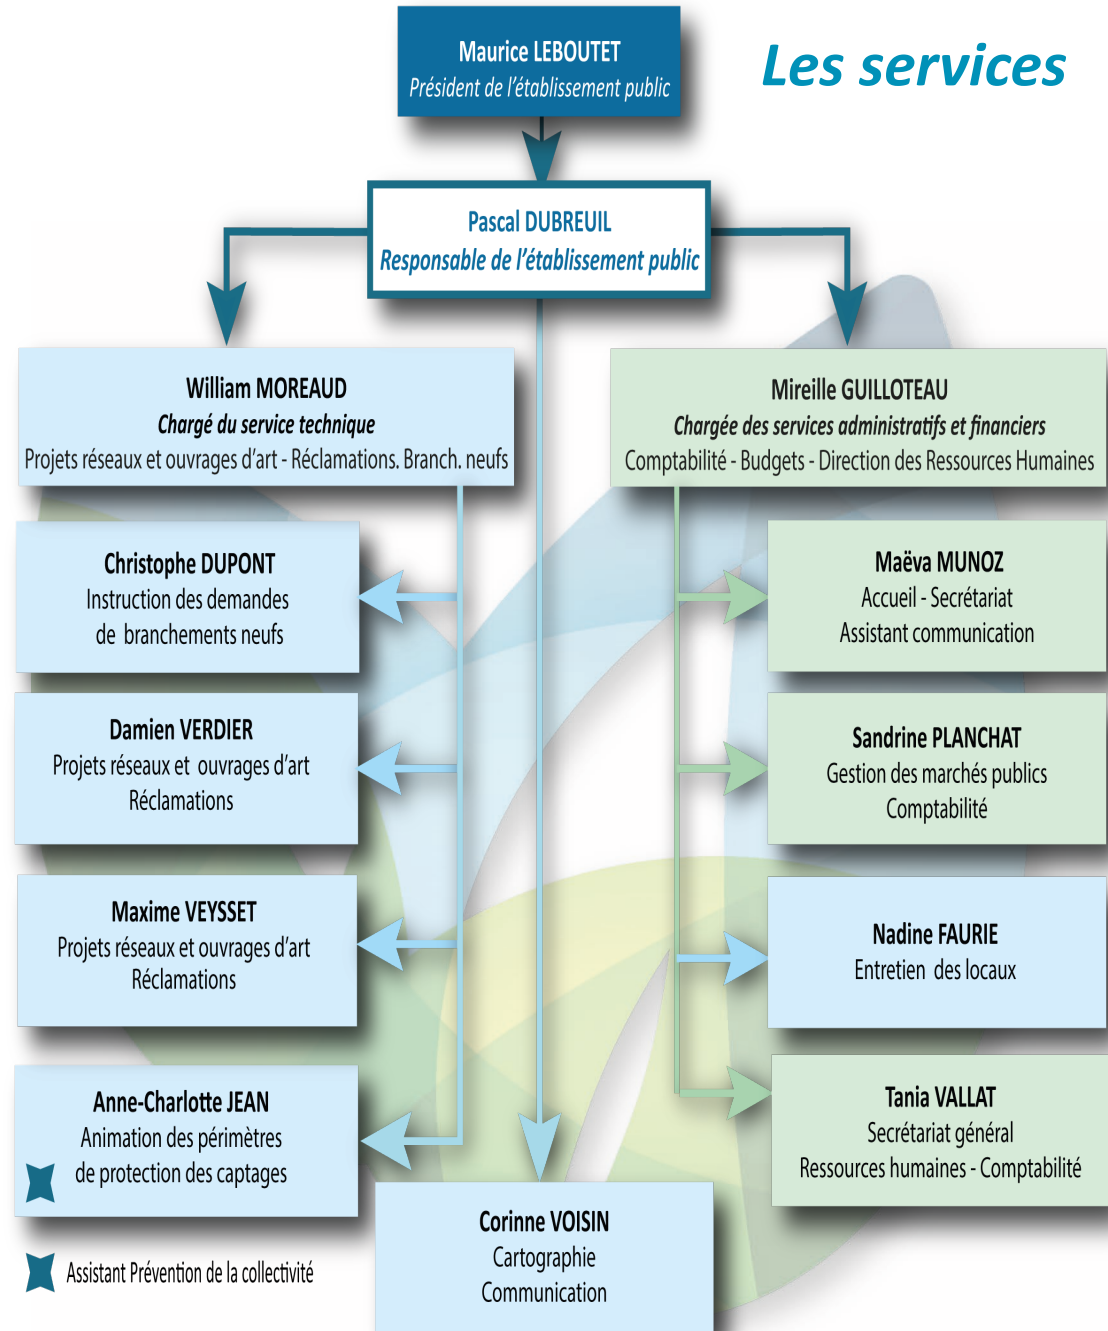 Les services
Maurice LEBOUTET
Président de l'établissement public
Pascal DUBREUIL
Responsable de l'établissement public
William MOREAUD
Chargé du service technique
Projets réseaux et ouvrages d'art - Réclamations. Branch. neufs
Mireille GUILLOTEAU
Chargée des services administratifs et financiers
Comptabilité - Budgets - Direction des Ressources Humaines
Christophe DUPONT
Instruction des demandes
de branchements neufs
Damien VERDIER
Projets réseaux et ouvrages d'art
Réclamations
Maxime VEYSSET
Projets réseaux et ouvrages d'art
Réclamations
Anne-Charlotte JEAN
Animation des périmètres
de protection des captages
Assistant Prévention de la collectivité
Corinne VOISIN
Cartographie
Communication
Maëva MUNOZ
Accueil - Secrétariat
Assistant communication
Sandrine PLANCHAT
Gestion des marchés publics
Comptabilité
Nadine FAURIE
Entretien des locaux
Tania VALLAT
Secrétariat général
Ressources humaines - Comptabilité